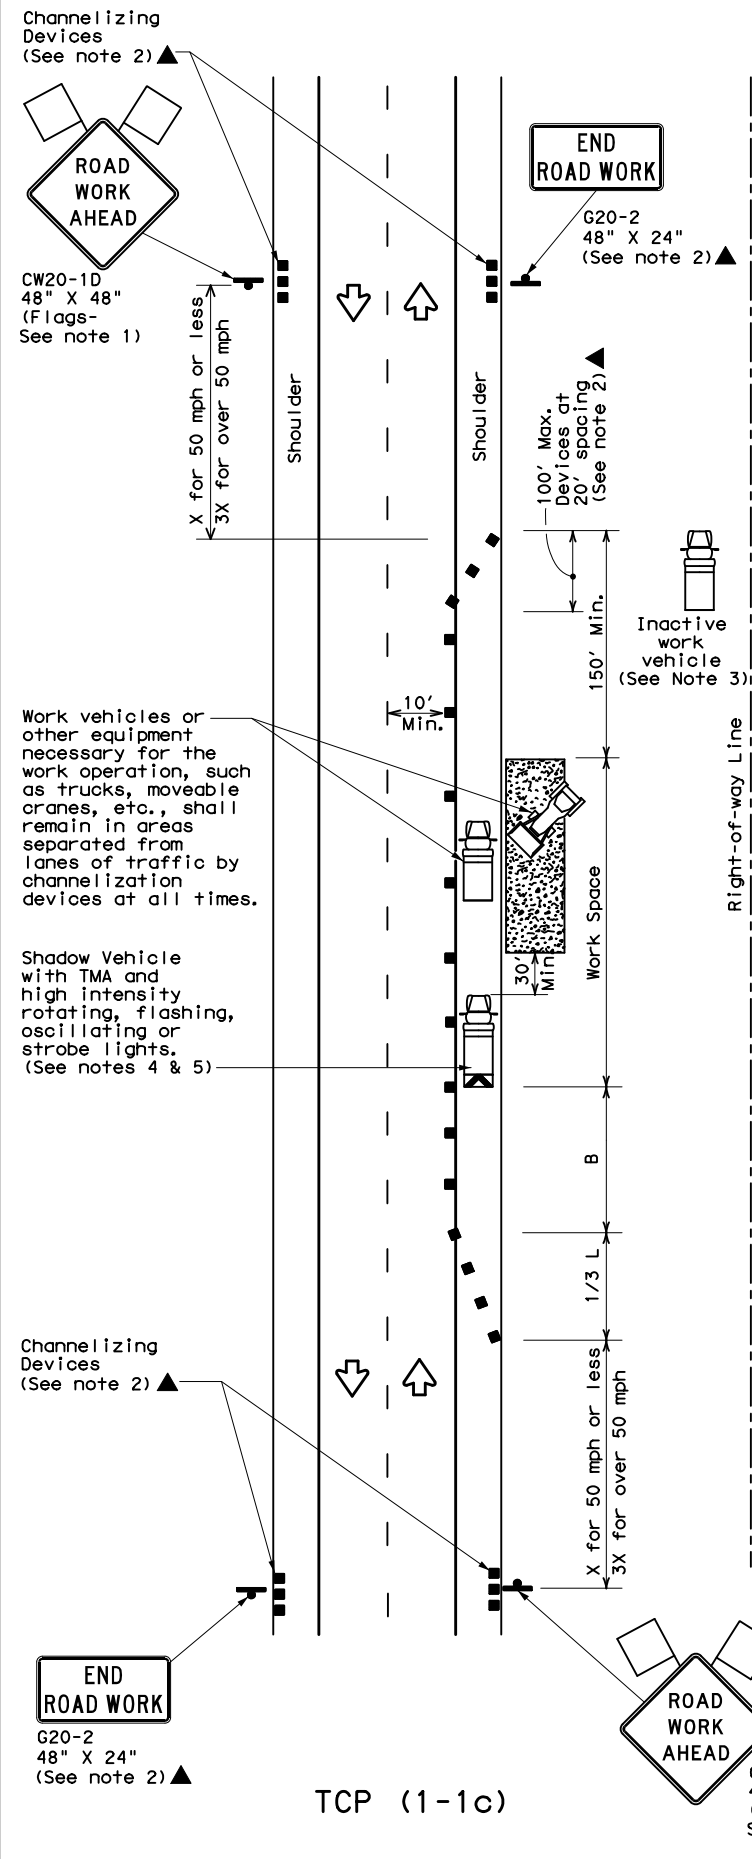 Channelizing
Devices
(See note 2)
ROAD
WORK
AHEAD
CW20-1D
48" X 48"
(Flags-
See note 1)
END
ROAD WORK
G20-2
48" X 24"
(See note 2)
X for 50 mph or less
3X for over 50 mph
Shoulder
Shoulder
100' Max.
Devices at
20' spacing
(See note 2)
150' Min.
Inactive
work
vehicle
(See Note 3)
10'
Min.
Work vehicles or
other equipment
necessary for the
work operation, such
as trucks, moveable
cranes, etc., shall
remain in areas
separated from
lanes of traffic by
channelization
devices at all times.
Right-of-way Line
Work Space
30'
Min.
Shadow Vehicle
with TMA and
high intensity
rotating, flashing,
oscillating or
strobe lights.
(See notes 4 & 5)
B
1/3 L
Channelizing
Devices
(See note 2)
X for 50 mph or less
3X for over 50 mph
END
ROAD WORK
G20-2
48" X 24"
(See note 2)
ROAD
WORK
AHEAD
TCP (1-1c)